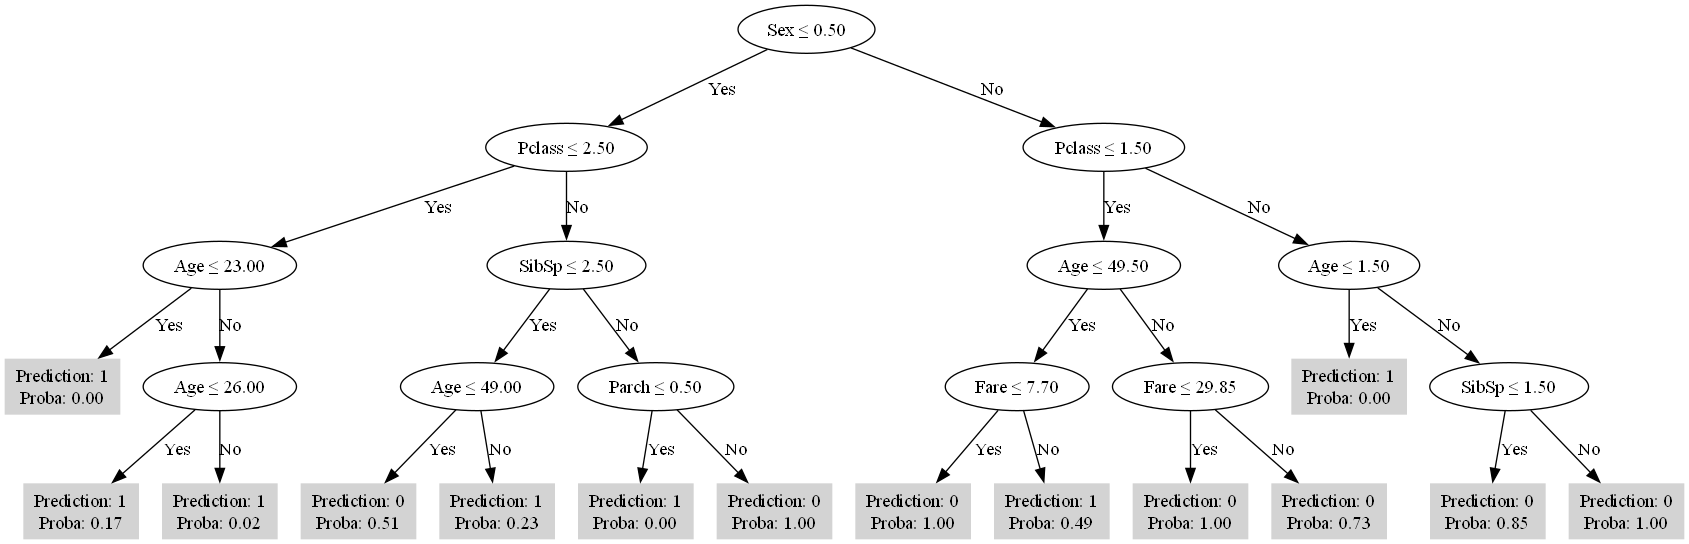 Sex ≤ 0.50
Yes
No
Pclass ≤ 2.50
Pclass ≤ 1.50
Yes
No
Yes
No
Age ≤ 23.00
SibSp ≤ 2.50
Age ≤ 49.50
Age ≤ 1.50
Yes
No
Yes
No
Yes
No
Yes
No
Prediction: 1
Proba: 0.00
Age ≤ 26.00
Age ≤ 49.00
Parch ≤ 0.50
Fare ≤ 7.70
Fare ≤ 29.85
Prediction: 1
Proba: 0.00
SibSp ≤ 1.50
Yes
No
Yes
No
Yes
No
Yes
No
Yes
No
Yes
No
Prediction: 1
Proba: 0.17
Prediction: 1
Proba: 0.02
Prediction: 0
Proba: 0.51
Prediction: 1
Proba: 0.23
Prediction: 1
Proba: 0.00
Prediction: 0
Proba: 1.00
Prediction: 0
Proba: 1.00
Prediction: 1
Proba: 0.49
Prediction: 0
Proba: 1.00
Prediction: 0
Proba: 0.73
Prediction: 0
Proba: 0.85
Prediction: 0
Proba: 1.00